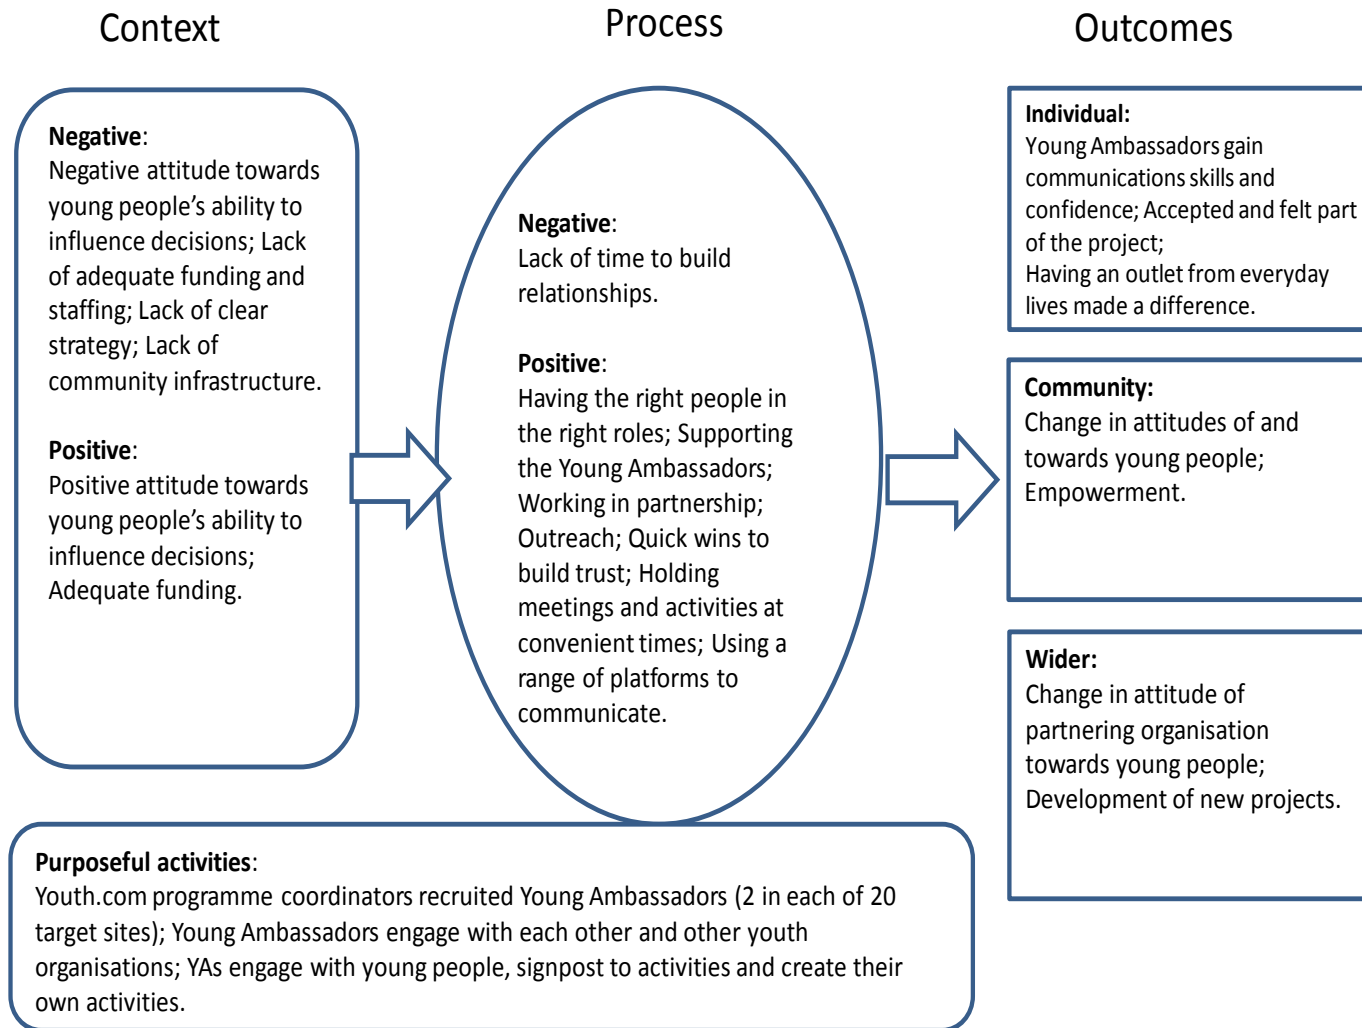 Context
Process
Outcomes
Negative:
Negative attitude towards
young people’s ability to
influence decisions; Lack
of adequate funding and
staffing; Lack of clear
strategy; Lack of
community infrastructure.
Positive:
Positive attitude towards
young people’s ability to
influence decisions;
Adequate funding.
Negative:
Lack of time to build
relationships.
Positive:
Having the right people in
the right roles; Supporting
the Young Ambassadors;
Working in partnership;
Outreach; Quick wins to
build trust; Holding
meetings and activities at
convenient times; Using a
range of platforms to
communicate.
Individual:
Young Ambassadors gain
communications skills and
confidence; Accepted and felt part
of the project;
Having an outlet from everyday
lives made a difference.
Community:
Change in attitudes of and
towards young people;
Empowerment.
Wider:
Change in attitude of
partnering organisation
towards young people;
Development of new projects.
Purposeful activities:
Youth.com programme coordinators recruited Young Ambassadors (2 in each of 20
target sites); Young Ambassadors engage with each other and other youth
organisations; YAs engage with young people, signpost to activities and create their
own activities.